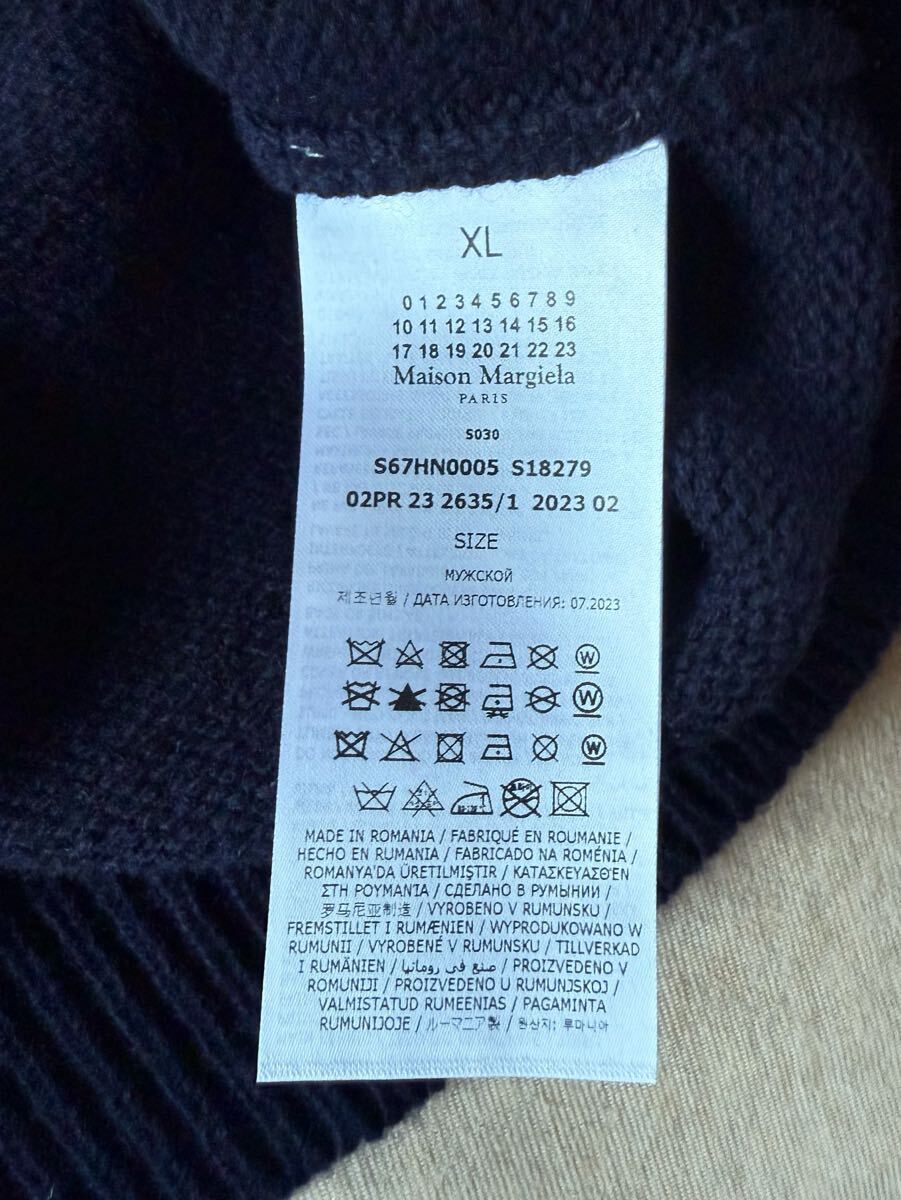 XL
0 1 2 3 4 5 6 7 8 9
10 11 12 13 14 15 16
17 18 19 20 21 22 23
Maison Margiela
PARIS
S030
S67HN0005 S18279
02PR 23 2635/1 2023 02
SIZE
МУЖСКОЙ
제조년월 / ДАТА ИЗГОТОВЛЕНИЯ: 07.2023
W
W
W
MADE IN ROMANIA / FABRIQUÉ EN ROUMANIE /
HECHO EN RUMANIA / FABRICADO NA ROMÉNIA /
ROMANYA'DA ÜRETILMIŞTIR / ΚΑΤΑΣΚΕΥΑΣΘ'ΕΝ
ΣΤΗ ΡΟΥΜΑΝΊΑ / СДЕЛАНО В РУМЫНИИ /
罗马尼亚制造 / VYROBENO V RUMUNSKU /
FREMSTILLET I RUMÆNIEN / WYPRODUKOWANO W
RUMUNII / VYROBENÉ V RUMUNSKU / TILLVERKAD
I RUMÄNIEN / صنع في رومانيا / PROIZVEDENO V
ROMUNIJI / PROIZVEDENO U RUMUNJSKOJ /
VALMISTATUD RUMEENIAS / PAGAMINTA
RUMUNIJOJE / ルーマニア製 / 원산지: 루마니아